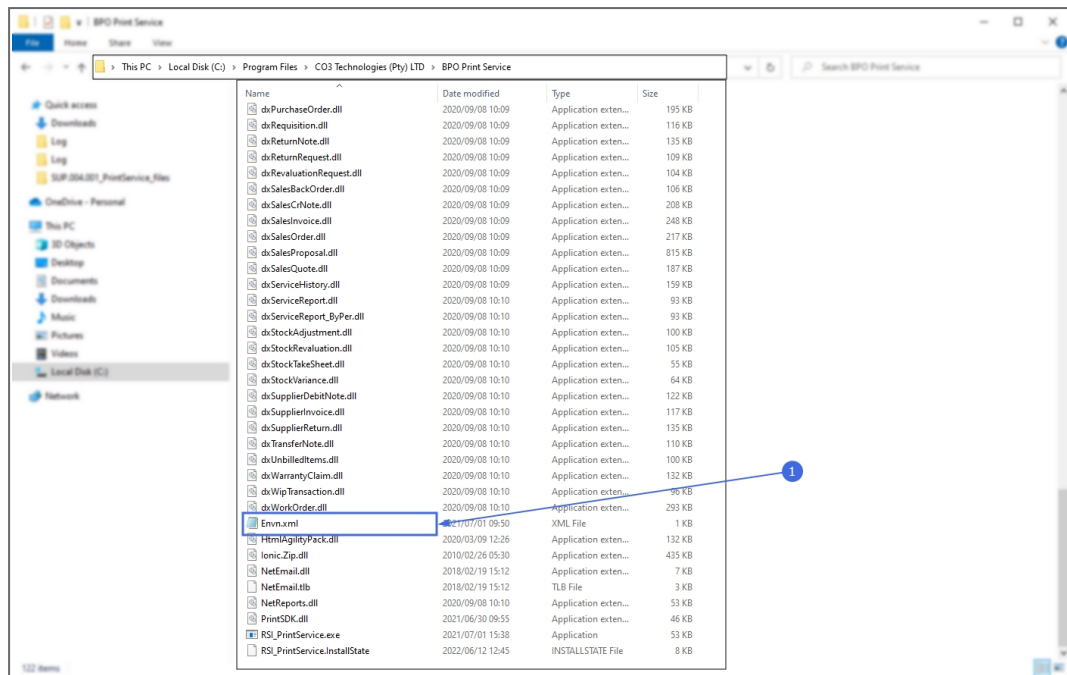 BPO Print Service
File Home Share View
This PC > Local Disk (C:) > Program Files > CO3 Technologies (Pty) LTD > BPO Print Service
Search BPO Print Service
Quick access
Downloads
Log
Log
SUP.004.001_PrintService_files
OneDrive - Personal
This PC
3D Objects
Desktop
Documents
Downloads
Music
Pictures
Videos
Local Disk (C:)
Network
Name Date modified Type Size
dxPurchaseOrder.dll 2020/09/08 10:09 Application exten... 195 KB
dxRequisition.dll 2020/09/08 10:09 Application exten... 116 KB
dxReturnNote.dll 2020/09/08 10:09 Application exten... 135 KB
dxReturnRequest.dll 2020/09/08 10:09 Application exten... 109 KB
dxRevaluationRequest.dll 2020/09/08 10:09 Application exten... 104 KB
dxSalesBackOrder.dll 2020/09/08 10:09 Application exten... 106 KB
dxSalesCrNote.dll 2020/09/08 10:09 Application exten... 208 KB
dxSalesInvoice.dll 2020/09/08 10:09 Application exten... 248 KB
dxSalesOrder.dll 2020/09/08 10:09 Application exten... 217 KB
dxSalesProposal.dll 2020/09/08 10:09 Application exten... 815 KB
dxSalesQuote.dll 2020/09/08 10:09 Application exten... 187 KB
dxServiceHistory.dll 2020/09/08 10:09 Application exten... 159 KB
dxServiceReport.dll 2020/09/08 10:10 Application exten... 93 KB
dxServiceReport_ByPer.dll 2020/09/08 10:10 Application exten... 93 KB
dxStockAdjustment.dll 2020/09/08 10:10 Application exten... 100 KB
dxStockRevaluation.dll 2020/09/08 10:10 Application exten... 105 KB
dxStockTakeSheet.dll 2020/09/08 10:10 Application exten... 55 KB
dxStockVariance.dll 2020/09/08 10:10 Application exten... 64 KB
dxSupplierDebitNote.dll 2020/09/08 10:10 Application exten... 122 KB
dxSupplierInvoice.dll 2020/09/08 10:10 Application exten... 117 KB
dxSupplierReturn.dll 2020/09/08 10:10 Application exten... 135 KB
dxTransferNote.dll 2020/09/08 10:10 Application exten... 110 KB
dxUnbilledItems.dll 2020/09/08 10:10 Application exten... 100 KB
dxWarrantyClaim.dll 2020/09/08 10:10 Application exten... 132 KB
dxWipTransaction.dll 2020/09/08 10:10 Application exten... 96 KB
dxWorkOrder.dll 2020/09/08 10:10 Application exten... 293 KB
Envn.xml 2021/07/01 09:50 XML File 1 KB
HtmlAgilityPack.dll 2020/03/09 12:26 Application exten... 132 KB
Ionic.Zip.dll 2010/02/26 05:30 Application exten... 435 KB
NetEmail.dll 2018/02/19 15:12 Application exten... 7 KB
NetEmail.tlb 2018/02/19 15:12 TLB File 3 KB
NetReports.dll 2020/09/08 10:10 Application exten... 53 KB
PrintSDK.dll 2021/06/30 09:55 Application exten... 46 KB
RSI_PrintService.exe 2021/07/01 15:38 Application 53 KB
RSI_PrintService.InstallState 2022/06/12 12:45 INSTALLSTATE File 8 KB
1
122 items